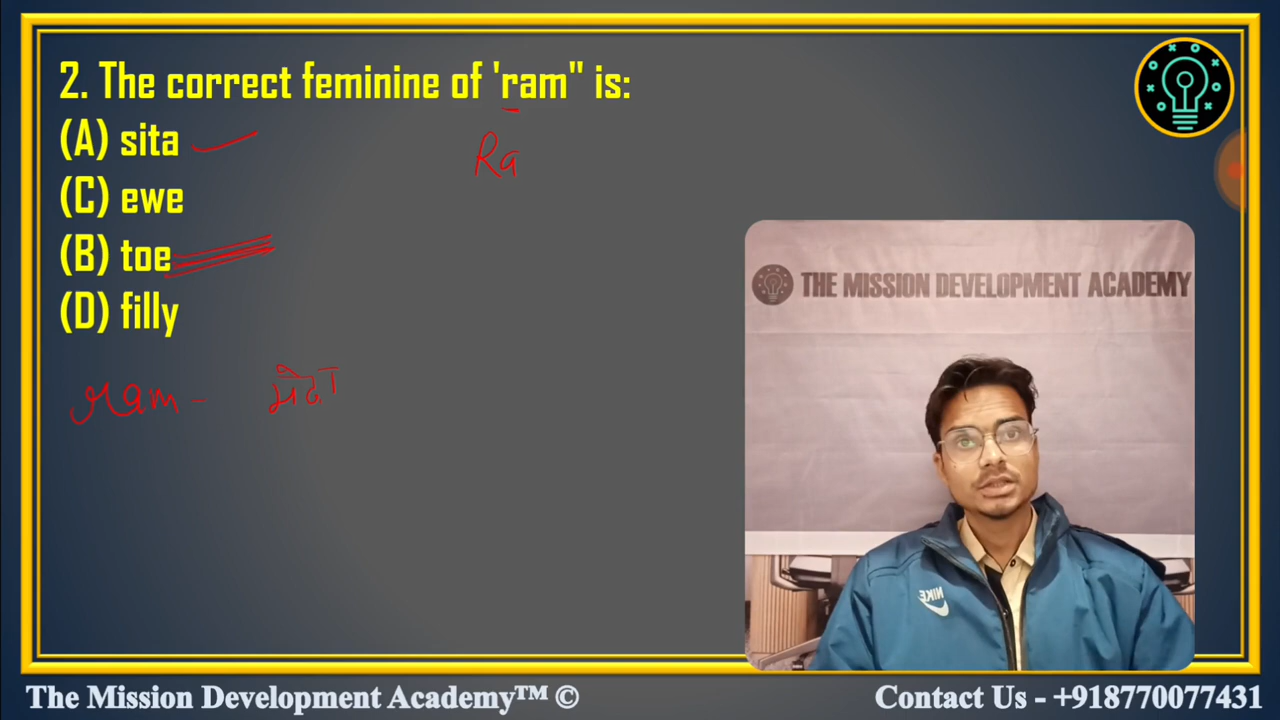 2. The correct feminine of 'ram" is:
(A) sita
Ra
(C) ewe
(B) toe
(D) filly
ram -
THE MISSION DEVELOPMENT ACADEMY
NIKE
The Mission Development Academy™ ©
Contact Us - +918770077431